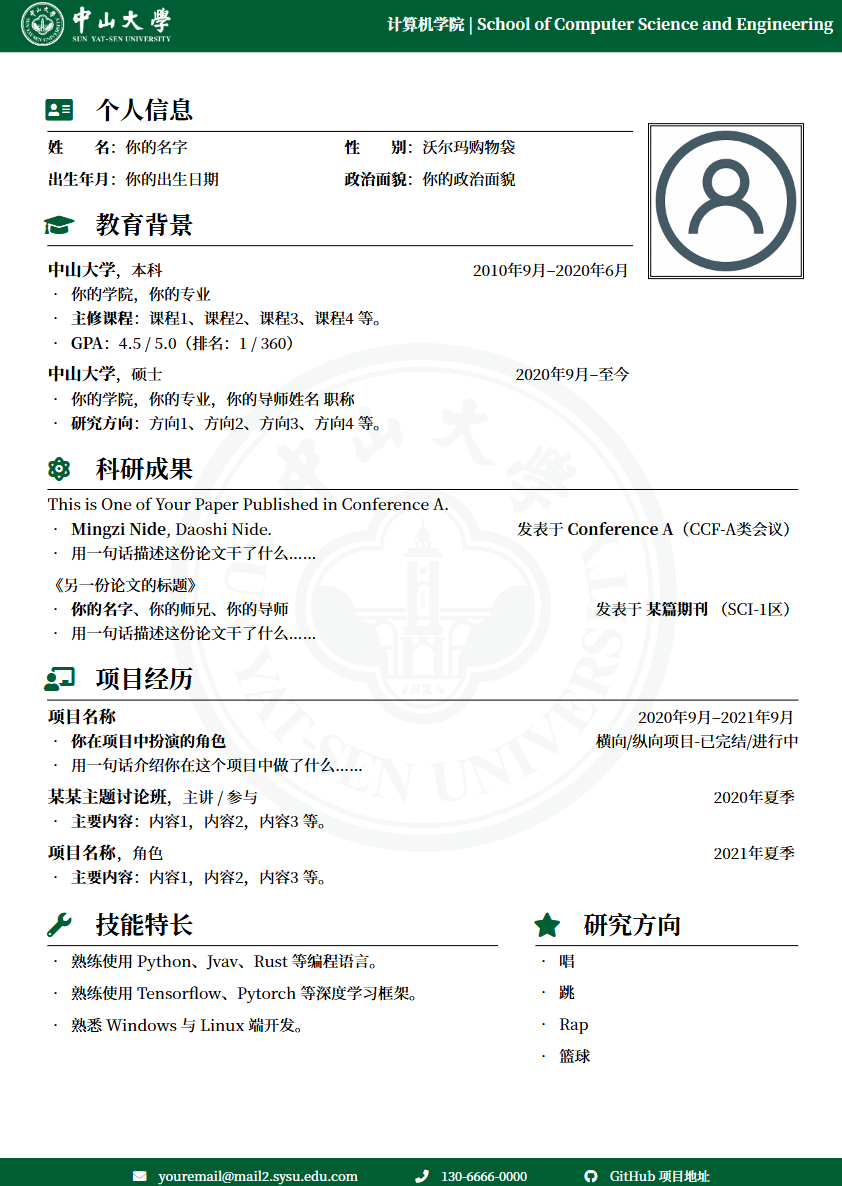 中山大學
SUN YAT-SEN UNIVERSITY
计算机学院 | School of Computer Science and Engineering
个人信息
姓 名：你的名字 性 别：沃尔玛购物袋
出生年月：你的出生日期 政治面貌：你的政治面貌
教育背景
中山大学，本科 2010年9月–2020年6月
· 你的学院，你的专业
· 主修课程：课程1、课程2、课程3、课程4 等。
· GPA：4.5 / 5.0（排名：1 / 360）
中山大学，硕士 2020年9月–至今
· 你的学院，你的专业，你的导师姓名 职称
· 研究方向：方向1、方向2、方向3、方向4 等。
科研成果
This is One of Your Paper Published in Conference A.
· Mingzi Nide, Daoshi Nide. 发表于 Conference A（CCF-A类会议）
· 用一句话描述这份论文干了什么……
《另一份论文的标题》
· 你的名字、你的师兄、你的导师 发表于 某篇期刊 （SCI-1区）
· 用一句话描述这份论文干了什么……
项目经历
项目名称 2020年9月–2021年9月
· 你在项目中扮演的角色 横向/纵向项目-已完结/进行中
· 用一句话介绍你在这个项目中做了什么……
某某主题讨论班，主讲 / 参与 2020年夏季
· 主要内容：内容1，内容2，内容3 等。
项目名称，角色 2021年夏季
· 主要内容：内容1，内容2，内容3 等。
技能特长
· 熟练使用 Python、Jvav、Rust 等编程语言。
· 熟练使用 Tensorflow、Pytorch 等深度学习框架。
· 熟悉 Windows 与 Linux 端开发。
研究方向
· 唱
· 跳
· Rap
· 篮球
中山大學
SUN YAT-SEN UNIVERSITY
1924
youremail@mail2.sysu.edu.com 130-6666-0000 GitHub 项目地址